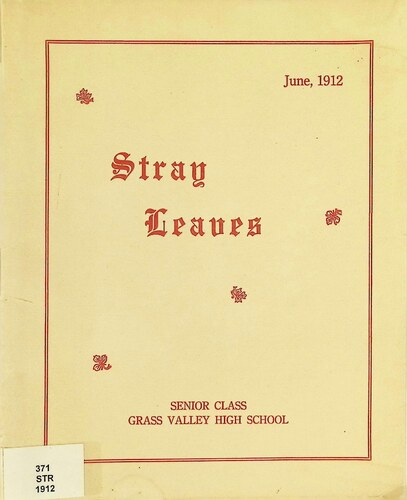 June, 1912
Stray
Leaves
SENIOR CLASS
GRASS VALLEY HIGH SCHOOL
371
STR
1912